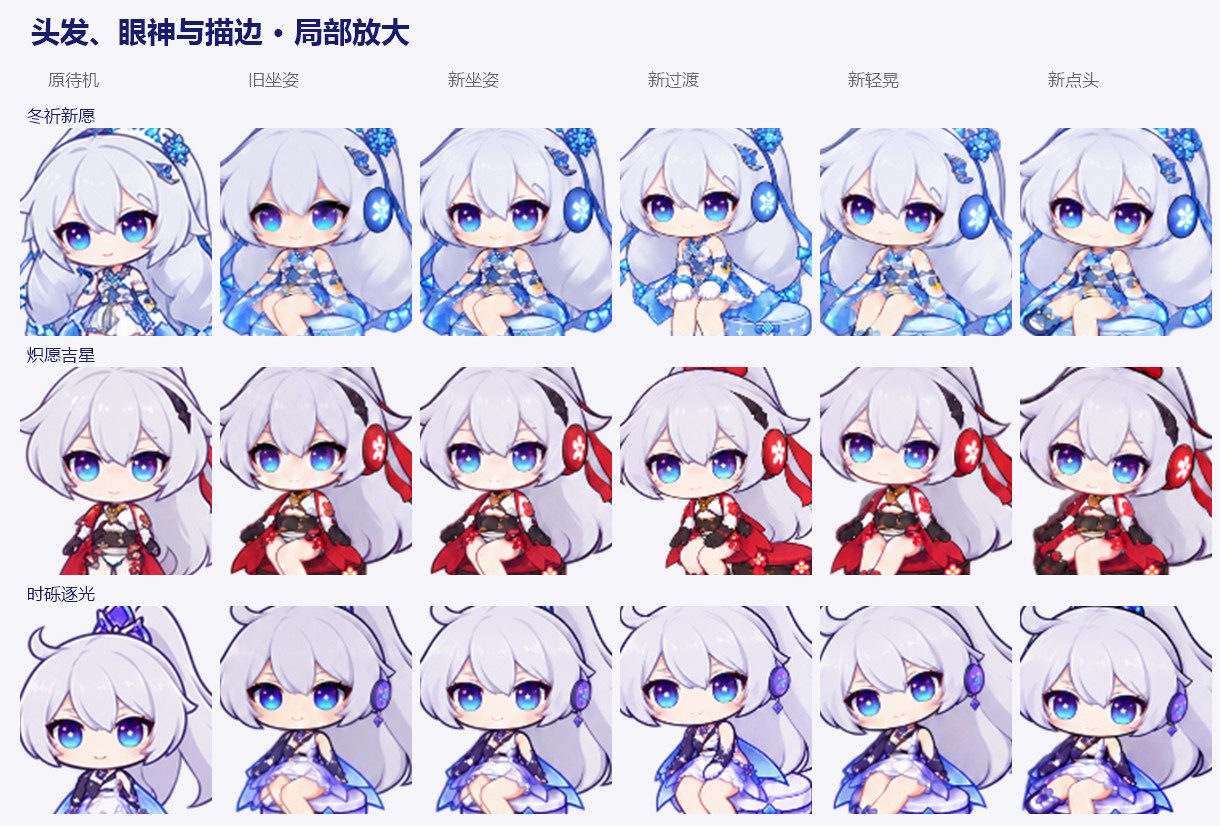 头发、眼神与描边 · 局部放大
原待机 旧坐姿 新坐姿 新过渡 新轻晃 新点头
冬祈新愿
炽愿吉星
时砾逐光